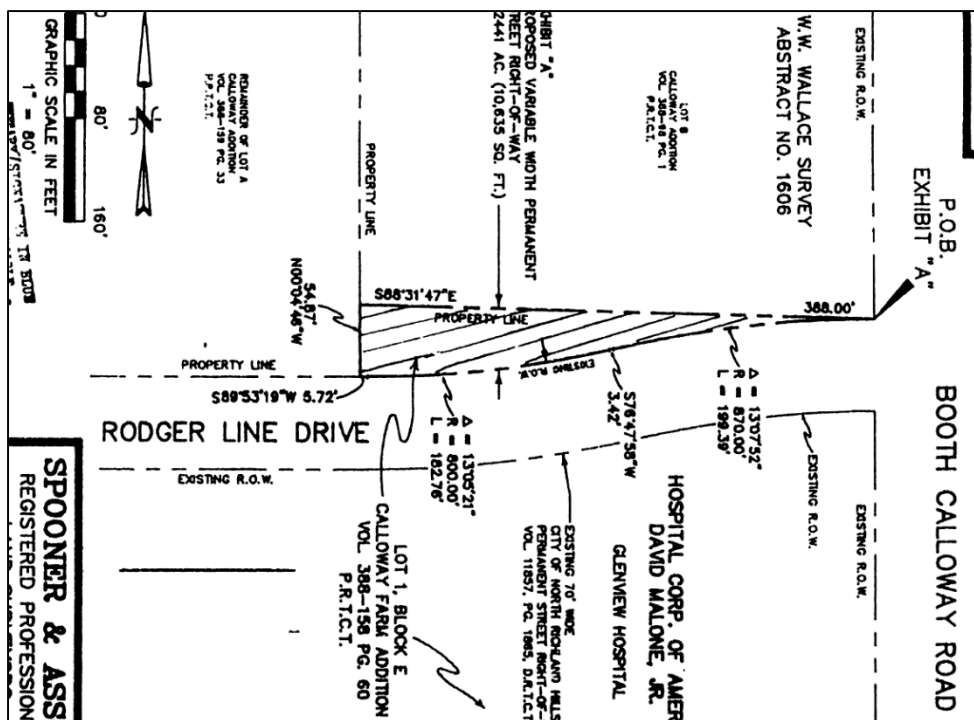 P.O.B.
EXHIBIT "A"
BOOTH CALLOWAY ROAD
EXISTING R.O.W.
W.W. WALLACE SURVEY
ABSTRACT NO. 1606
LOT B
CALLOWAY ADDITION
VOL. 388-98 PG. 1
P.R.T.C.T.
HIBIT "A"
ROPOSED VARIABLE WIDTH PERMANENT
REET RIGHT-OF-WAY
2441 AC. (10,635 SQ. FT.)
PROPERTY LINE
REMAINDER OF LOT A
CALLOWAY ADDITION
VOL. 388-159 PG. 33
P.R.T.C.T.
N
0
80'
160'
GRAPHIC SCALE IN FEET
1" = 80'
IN BLUE
S88°31'47"E
388.00'
PROPERTY LINE
54.87'
N00°04'46"W
EXISTING R.O.W.
PROPERTY LINE
S89°53'19"W 5.72'
Δ = 13°07'52"
R = 870.00'
L = 199.39'
S76°47'58"W
3.42'
Δ = 13°05'21"
R = 800.00'
L = 182.76'
RODGER LINE DRIVE
EXISTING R.O.W.
EXISTING R.O.W.
EXISTING R.O.W.
HOSPITAL CORP. OF AMER
DAVID MALONE, JR.
GLENVIEW HOSPITAL
EXISTING 70' WIDE
CITY OF NORTH RICHLAND HILLS
PERMANENT STREET RIGHT-OF-
VOL. 11857, PG. 1865, D.R.T.C.T
LOT 1, BLOCK E
CALLOWAY FARM ADDITION
VOL. 388-158 PG. 60
P.R.T.C.T.
SPOONER & ASS
REGISTERED PROFESSION